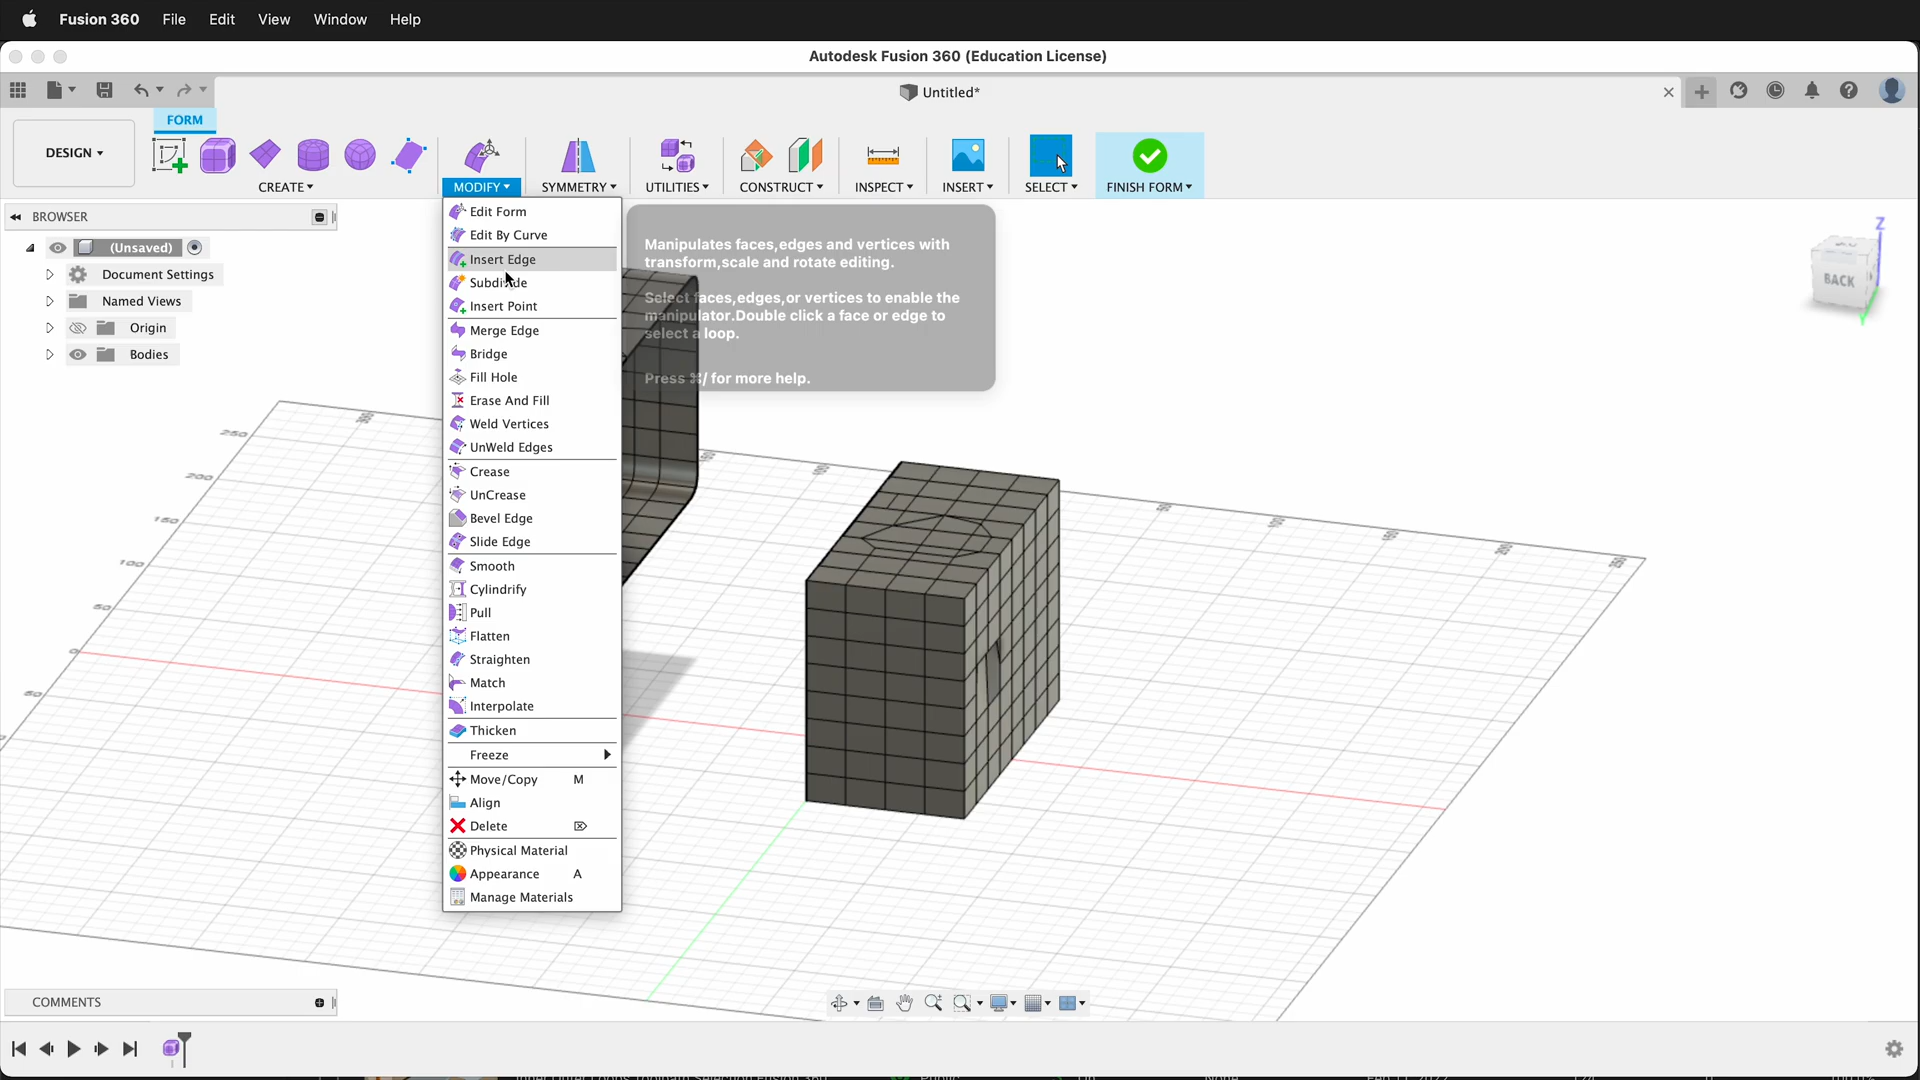 Fusion 360 File Edit View Window Help
Autodesk Fusion 360 (Education License)
Untitled*
FORM
DESIGN
CREATE
MODIFY
SYMMETRY
UTILITIES
CONSTRUCT
INSPECT
INSERT
SELECT
FINISH FORM
BROWSER
(Unsaved)
Document Settings
Named Views
Origin
Bodies
Edit Form
Edit By Curve
Insert Edge
Subdivide
Insert Point
Merge Edge
Bridge
Fill Hole
Erase And Fill
Weld Vertices
UnWeld Edges
Crease
UnCrease
Bevel Edge
Slide Edge
Smooth
Cylindrify
Pull
Flatten
Straighten
Match
Interpolate
Thicken
Freeze
Move/Copy M
Align
Delete
Physical Material
Appearance A
Manage Materials
Manipulates faces,edges and vertices with
transform,scale and rotate editing.
Select faces,edges,or vertices to enable the
manipulator.Double click a face or edge to
select a loop.
Press ⌘/ for more help.
Z
BACK
Y
250
200
150
100
50
0
50
COMMENTS